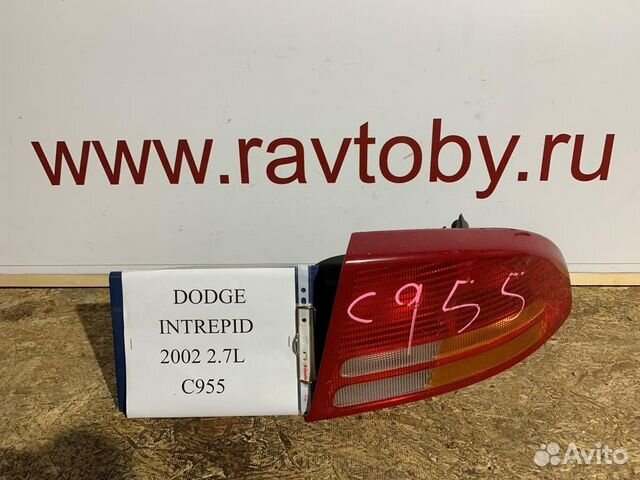 www.ravtoby.ru
DODGE
INTREPID
2002 2.7L
C955
C955
Avito